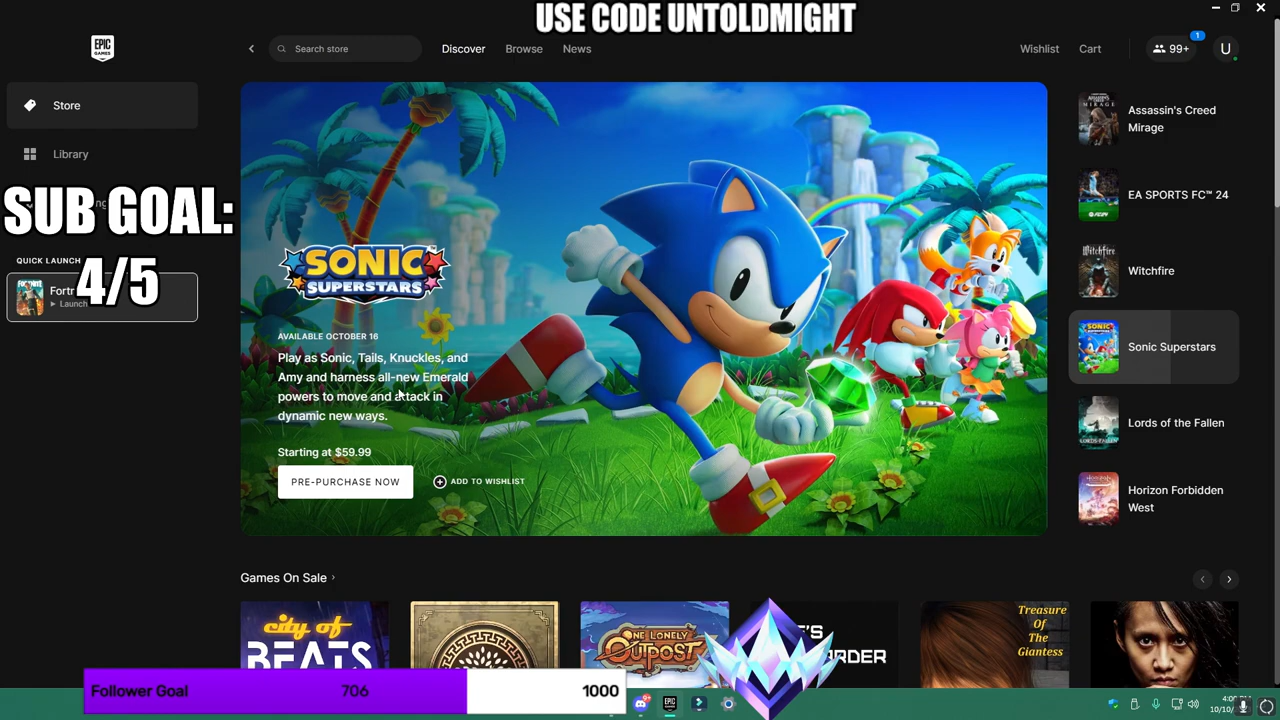 USE CODE UNTOLDMIGHT
EPIC
GAMES
Search store
Discover
Browse
News
Wishlist
Cart
99+
1
U
Store
Library
SUB GOAL:
4/5
QUICK LAUNCH
Launch
SONIC
SUPERSTARS
AVAILABLE OCTOBER 16
Play as Sonic, Tails, Knuckles, and
Amy and harness all-new Emerald
powers to move and attack in
dynamic new ways.
Starting at $59.99
PRE-PURCHASE NOW
ADD TO WISHLIST
Assassin's Creed
Mirage
EA SPORTS FC™ 24
Witchfire
Sonic Superstars
Lords of the Fallen
Horizon Forbidden
West
Games On Sale
city of
BEATS
ONE LONELY
OUTPOST
Treasure
Of
The
Giantess
Follower Goal
706
1000